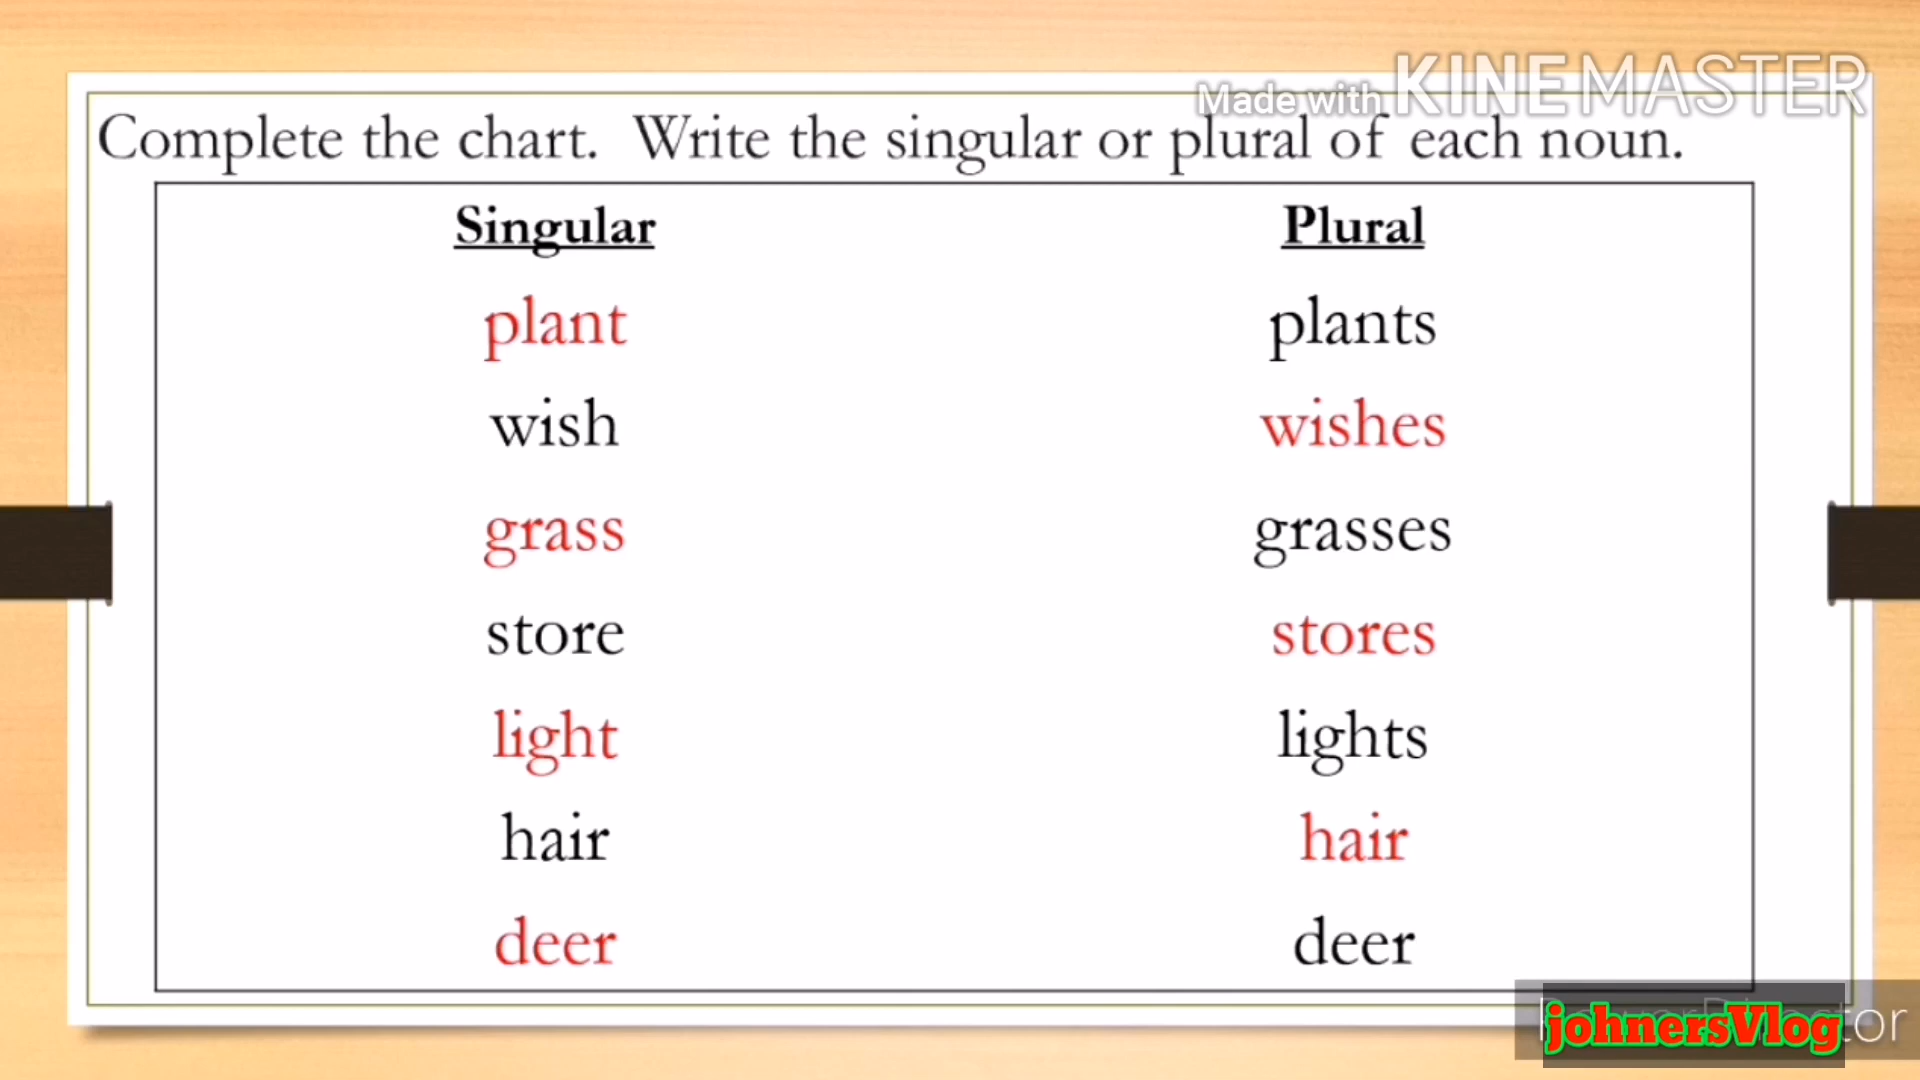 Made with KINEMASTER
Complete the chart. Write the singular or plural of each noun.
Singular Plural
plant plants
wish wishes
grass grasses
store stores
light lights
hair hair
deer deer
johnersVlog